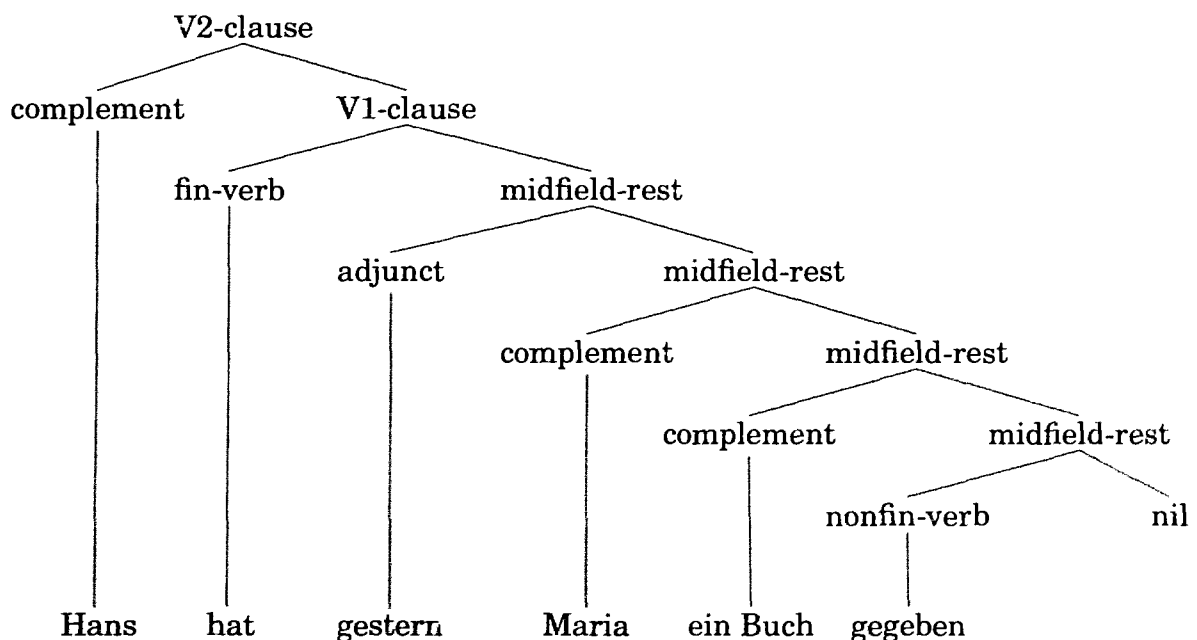 V2-clause
complement V1-clause
fin-verb midfield-rest
adjunct midfield-rest
complement midfield-rest
complement midfield-rest
nonfin-verb nil
Hans hat gestern Maria ein Buch gegeben